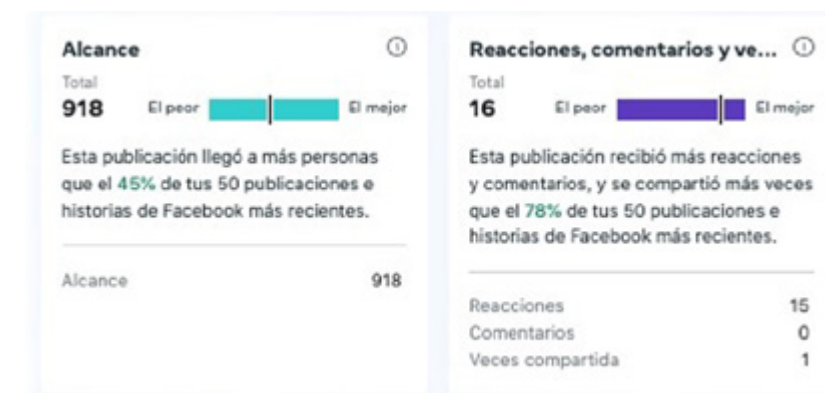 Alcance
Total
918 El peor El mejor
Esta publicación llegó a más personas
que el 45% de tus 50 publicaciones e
historias de Facebook más recientes.
Alcance 918
Reacciones, comentarios y ve...
Total
16 El peor El mejor
Esta publicación recibió más reacciones
y comentarios, y se compartió más veces
que el 78% de tus 50 publicaciones e
historias de Facebook más recientes.
Reacciones 15
Comentarios 0
Veces compartida 1